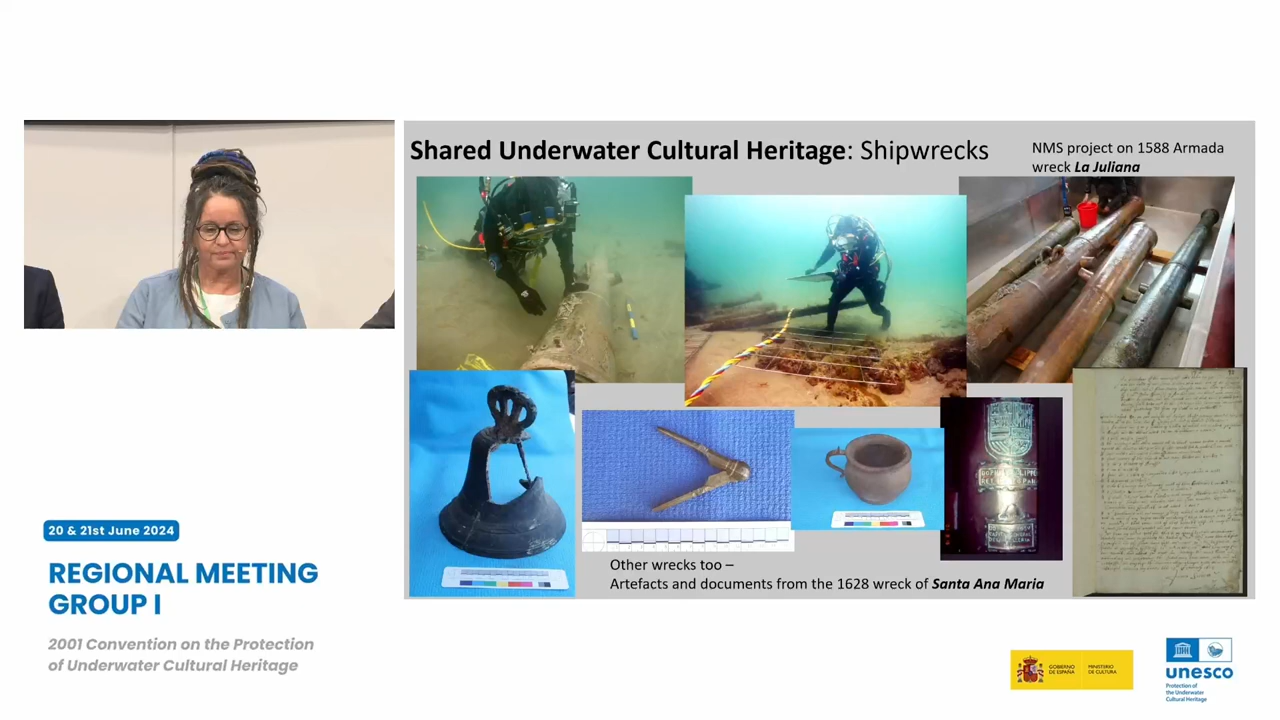 Shared Underwater Cultural Heritage: Shipwrecks
NMS project on 1588 Armada
wreck La Juliana
Other wrecks too –
Artefacts and documents from the 1628 wreck of Santa Ana Maria
20 & 21st June 2024
REGIONAL MEETING
GROUP I
2001 Convention on the Protection
of Underwater Cultural Heritage
GOBIERNO
DE ESPAÑA
MINISTERIO
DE CULTURA
unesco
Protection of
the Underwater
Cultural Heritage